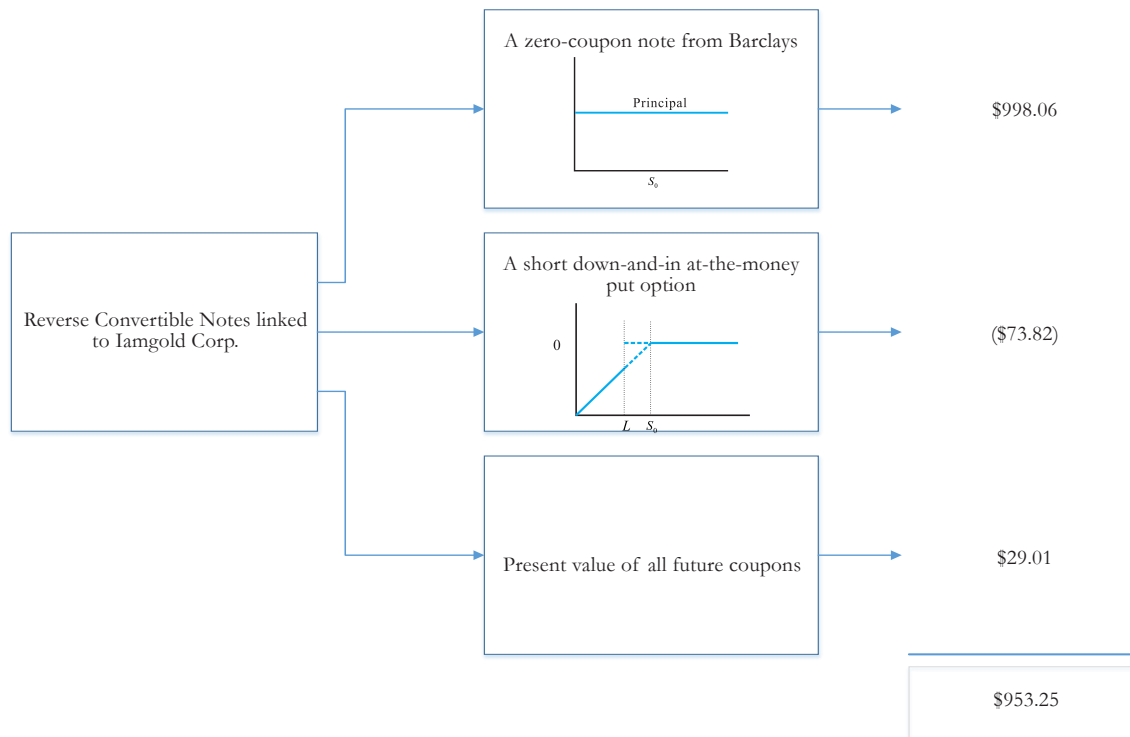 A zero-coupon note from Barclays
Principal
S₀
$998.06
Reverse Convertible Notes linked
to Iamgold Corp.
A short down-and-in at-the-money
put option
0
L S₀
($73.82)
Present value of all future coupons
$29.01
$953.25